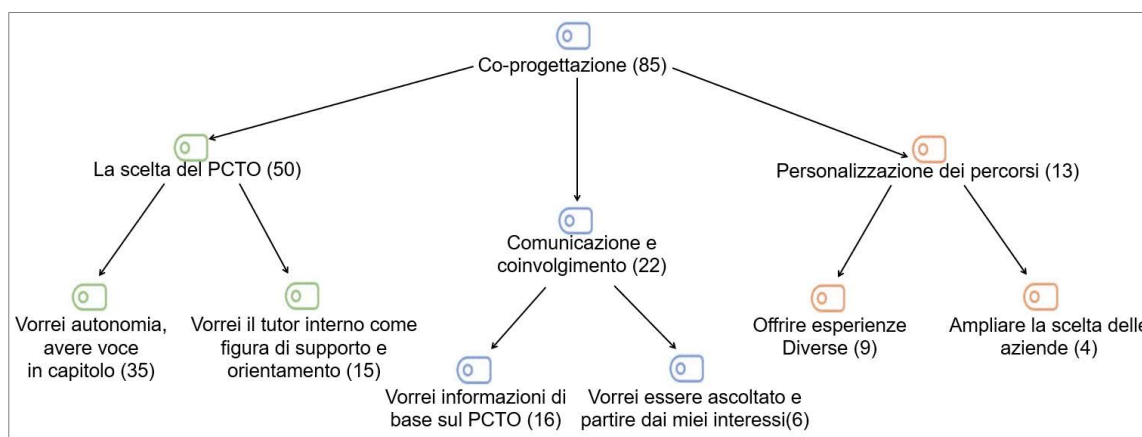 Co-progettazione (85)
La scelta del PCTO (50)
Personalizzazione dei percorsi (13)
Comunicazione e
coinvolgimento (22)
Vorrei autonomia,
avere voce
in capitolo (35)
Vorrei il tutor interno come
figura di supporto e
orientamento (15)
Offrire esperienze
Diverse (9)
Ampliare la scelta delle
aziende (4)
Vorrei informazioni di
base sul PCTO (16)
Vorrei essere ascoltato e
partire dai miei interessi(6)